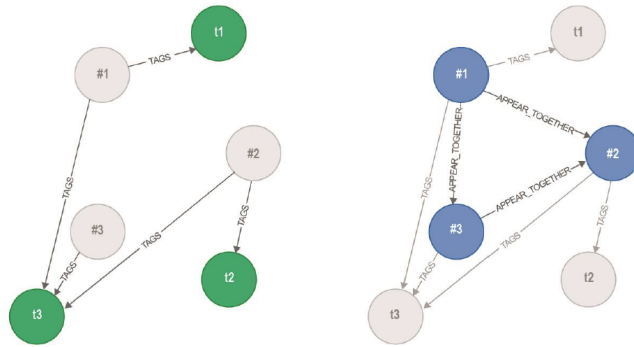 t1
#1
TAGS
#2
TAGS
#3
TAGS
TAGS
TAGS
t2
t3
t1
#1
TAGS
APPEAR_TOGETHER
#2
TAGS
APPEAR_TOGETHER
APPEAR_TOGETHER
#3
TAGS
TAGS
TAGS
t2
t3